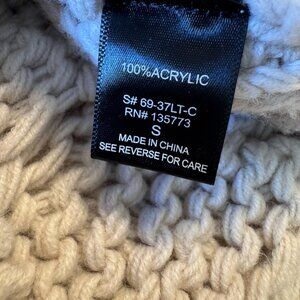 100%ACRYLIC
S# 69-37LT-C
RN# 135773
S
MADE IN CHINA
SEE REVERSE FOR CARE